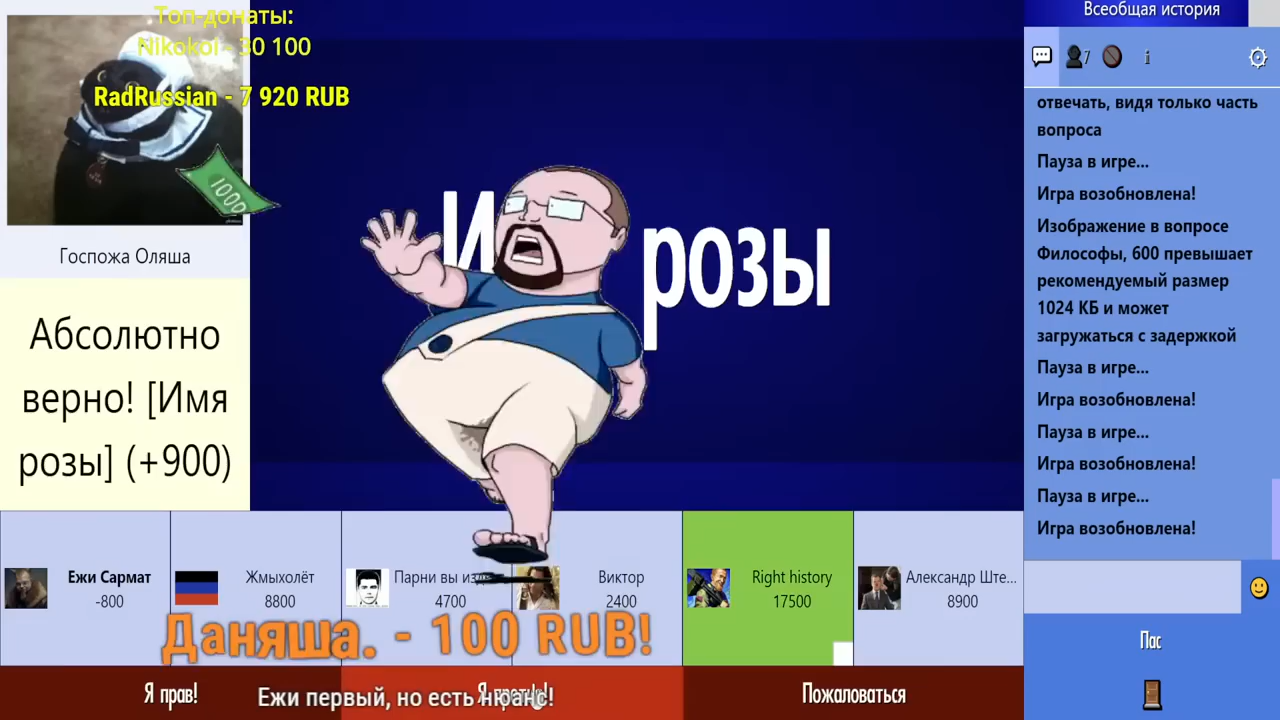 Топ-донаты:
Nikokoi - 30 100
RadRussian - 7 920 RUB
1000
Госпожа Оляша
Абсолютно
верно! [Имя
розы] (+900)
розы
Всеобщая история
7
i
отвечать, видя только часть
вопроса
Пауза в игре...
Игра возобновлена!
Изображение в вопросе
Философы, 600 превышает
рекомендуемый размер
1024 КБ и может
загружаться с задержкой
Пауза в игре...
Игра возобновлена!
Пауза в игре...
Игра возобновлена!
Пауза в игре...
Игра возобновлена!
Ежи Сармат
-800
Жмыхолёт
8800
Парни вы
4700
Виктор
2400
Right history
17500
Александр Ште...
8900
Даняша. - 100 RUB!
Ежи первый, но есть нюанс!
Я прав!
Пожаловаться
Пас